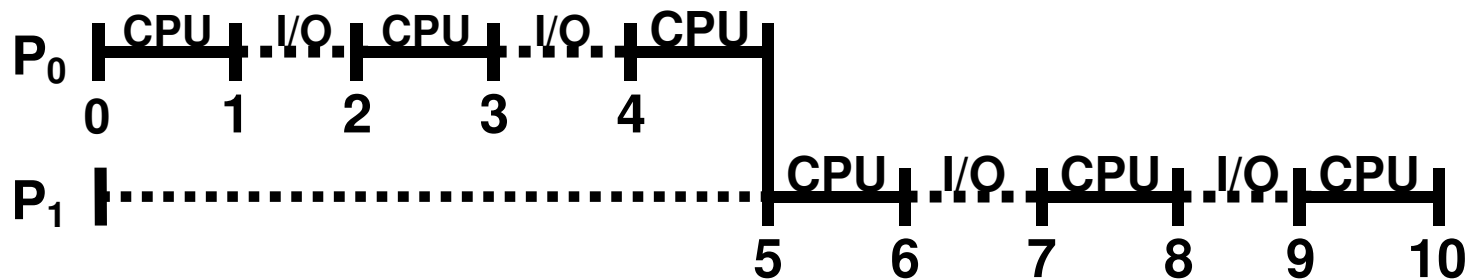 P0 CPU I/O CPU I/O CPU
0 1 2 3 4
P1 CPU I/O CPU I/O CPU
5 6 7 8 9 10